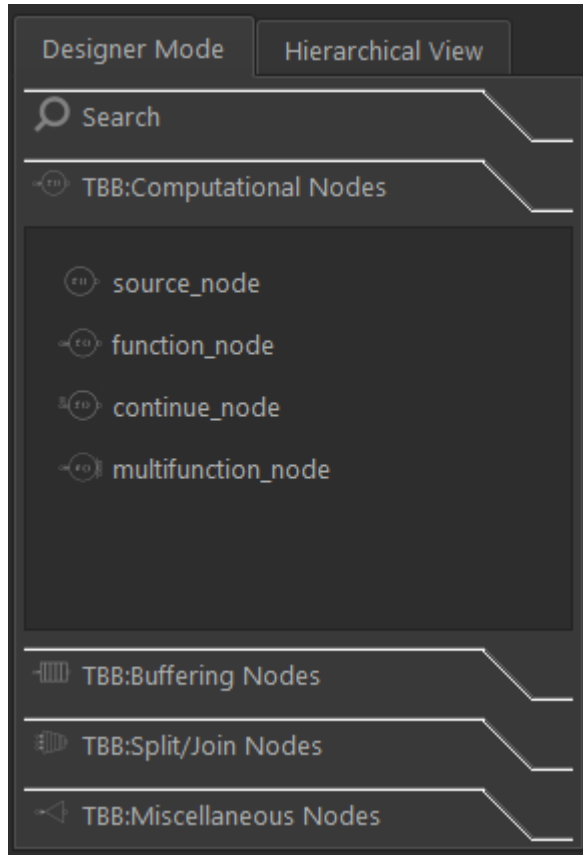 Designer Mode
Hierarchical View
Search
TBB:Computational Nodes
source_node
function_node
continue_node
multifunction_node
TBB:Buffering Nodes
TBB:Split/Join Nodes
TBB:Miscellaneous Nodes